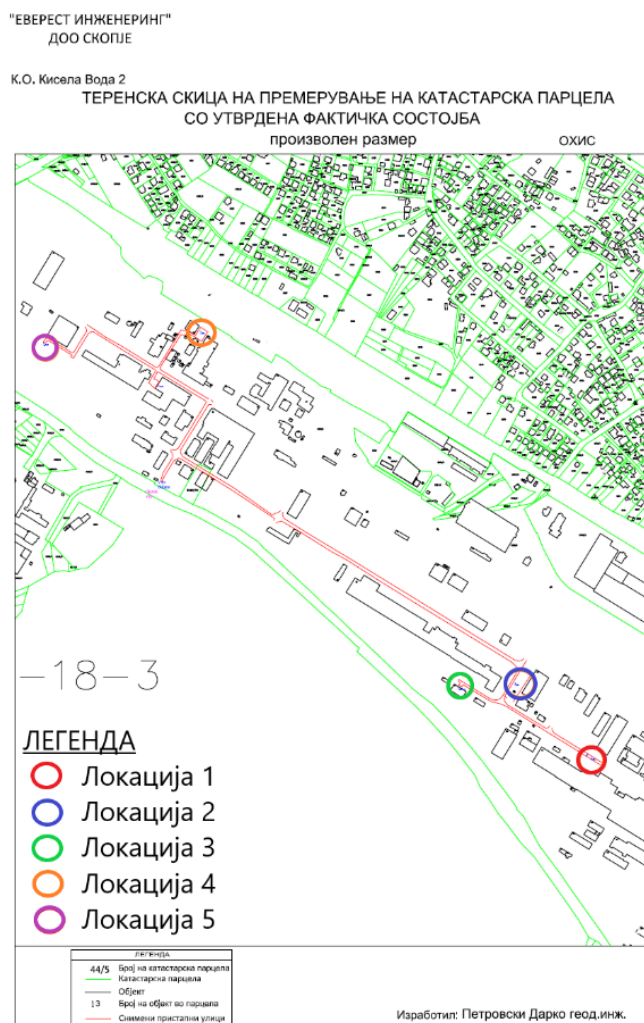 "ЕВЕРЕСТ ИНЖЕНЕРИНГ"
ДОО СКОПЈЕ
К.О. Кисела Вода 2
ТЕРЕНСКА СКИЦА НА ПРЕМЕРУВАЊЕ НА КАТАСТАРСКА ПАРЦЕЛА
СО УТВРДЕНА ФАКТИЧКА СОСТОЈБА
произволен размер
ОХИС
-18-3
ЛЕГЕНДА
Локација 1
Локација 2
Локација 3
Локација 4
Локација 5
ЛЕГЕНДА
44/5 Број на катастарска парцела
Катастарска парцела
Објект
13 Број на објект во парцела
Снимени пристапни улици
Изработил: Петровски Дарко геод.инж.